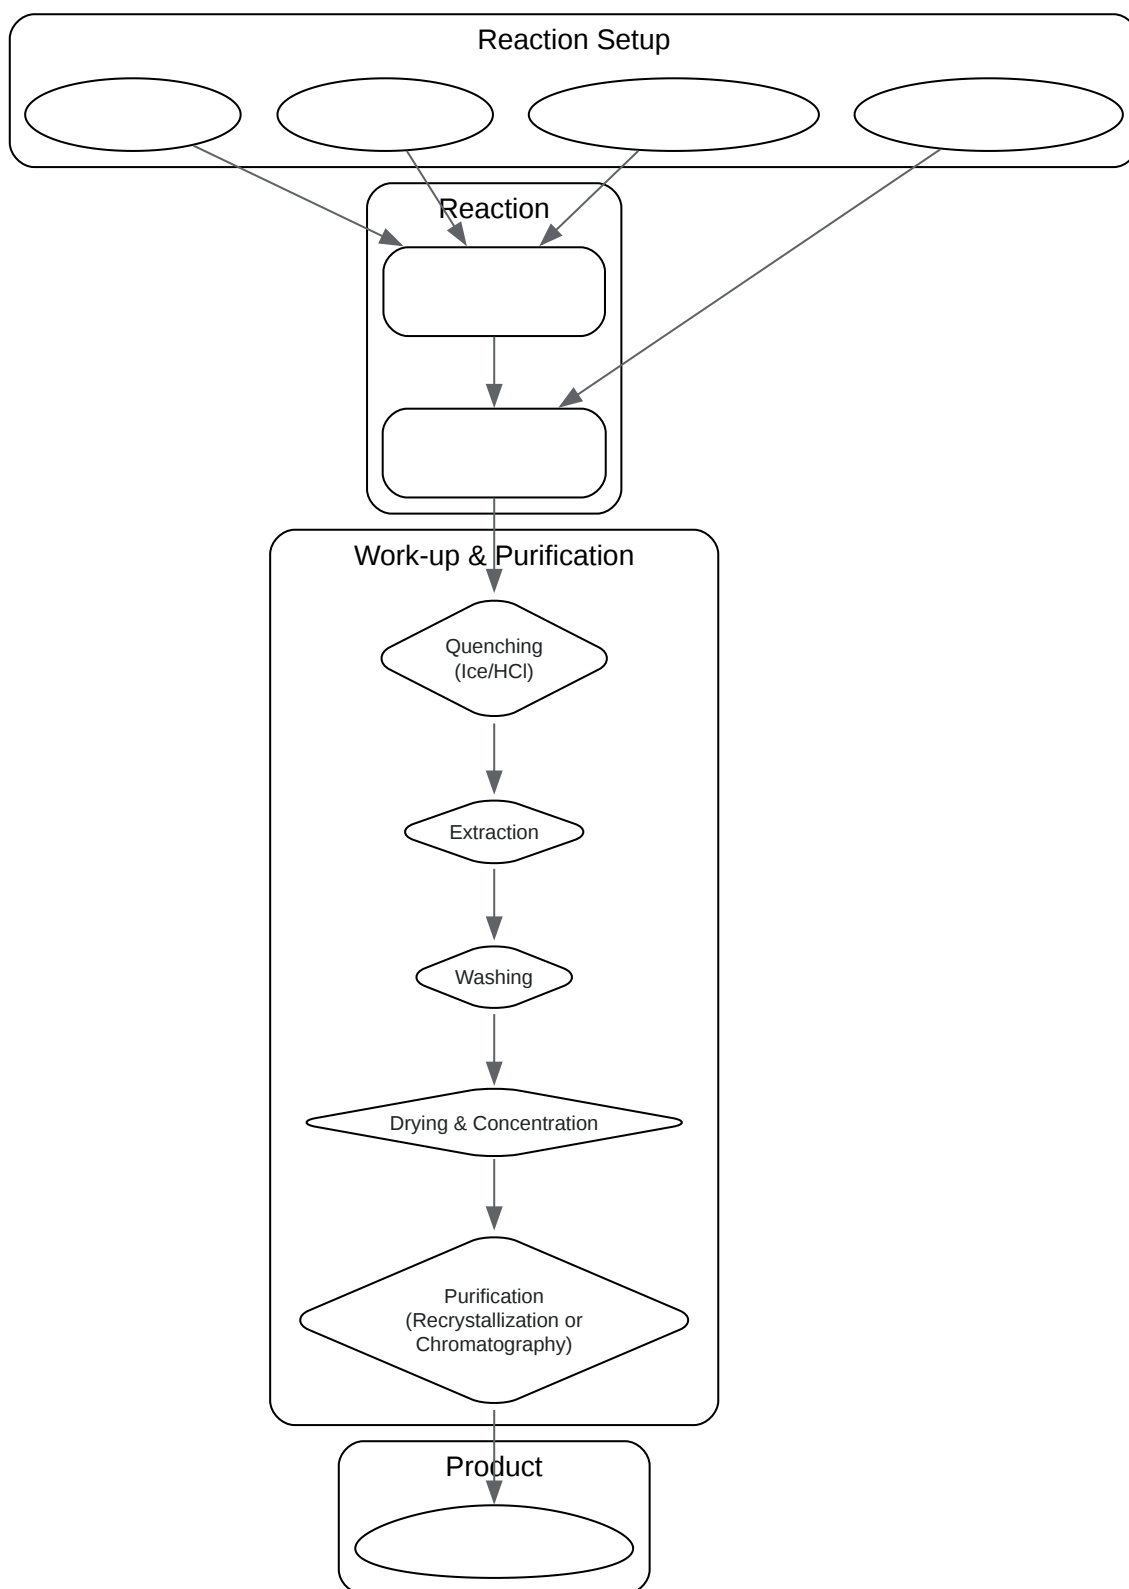 Reaction Setup
Reaction
Work-up & Purification
Quenching
(Ice/HCl)
Extraction
Washing
Drying & Concentration
Purification
(Recrystallization or
Chromatography)
Product